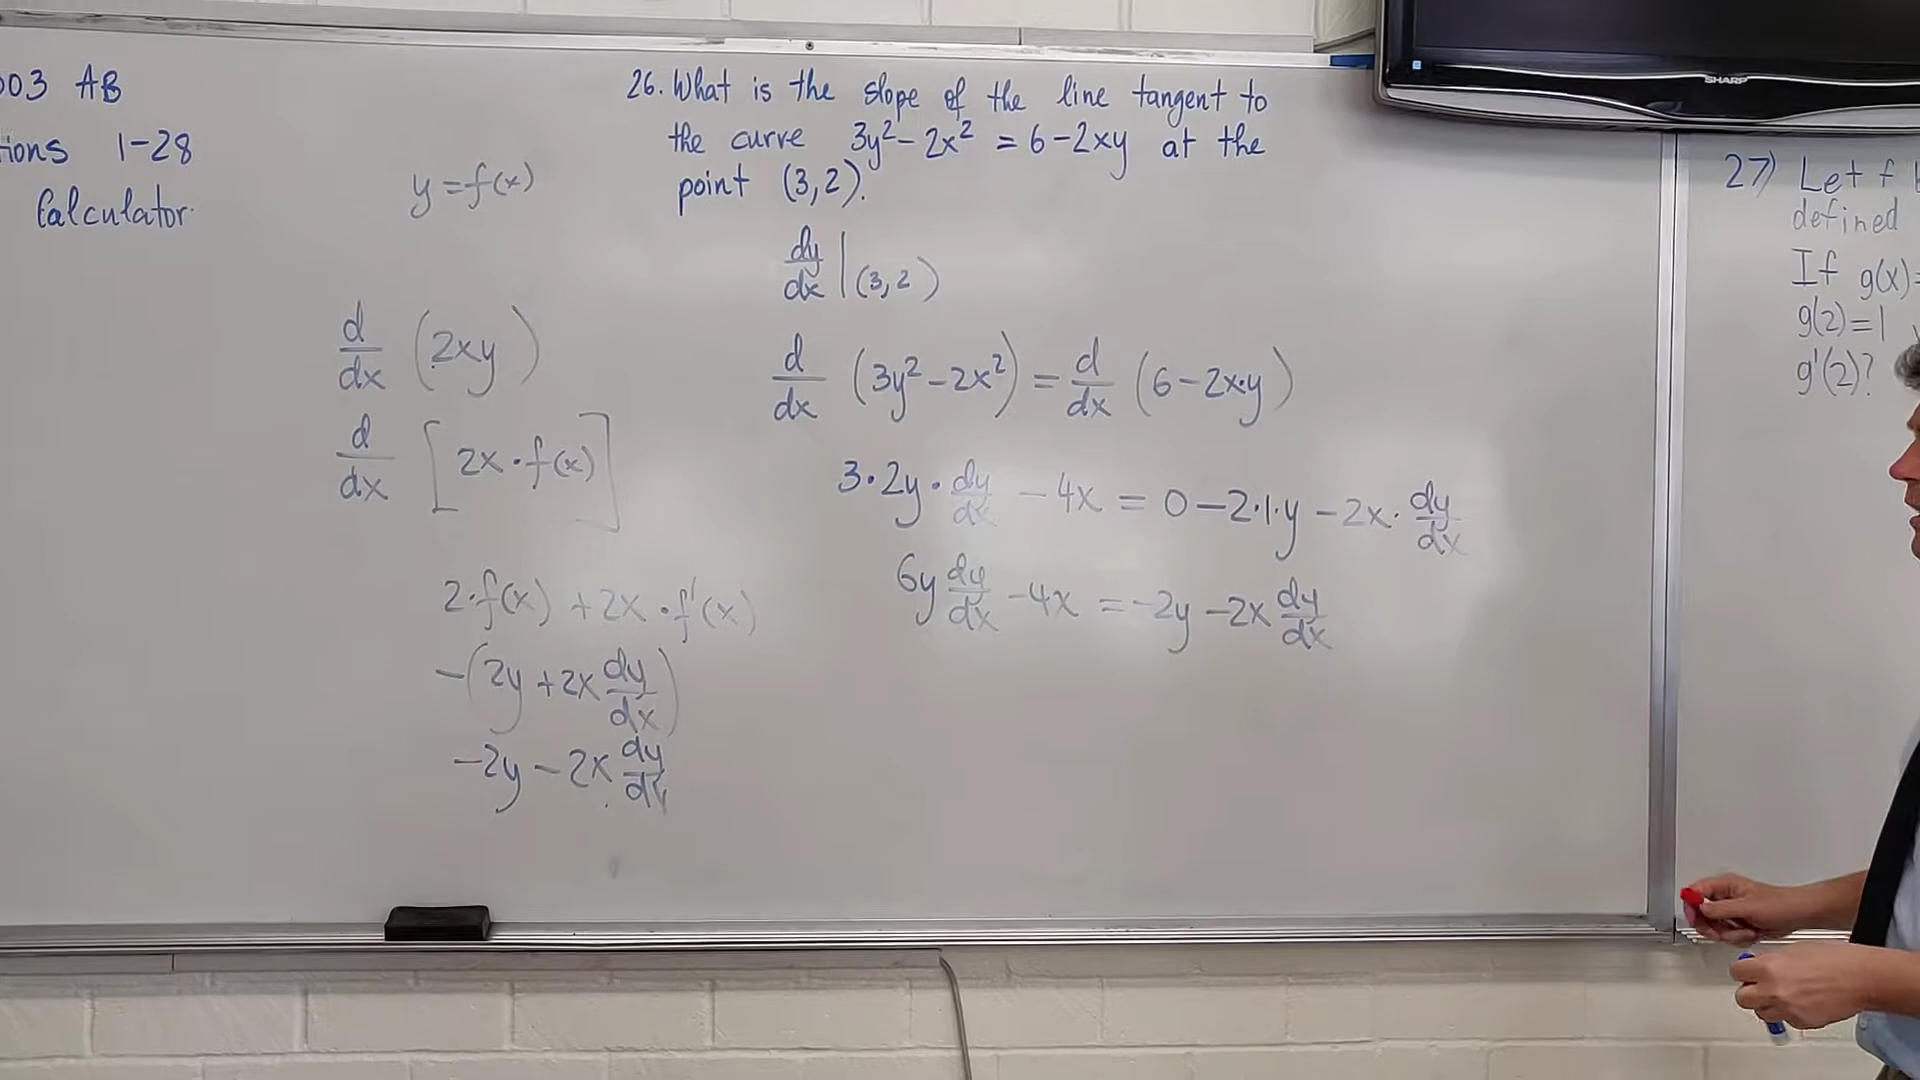 003 AB
tions 1-28
Calculator
y = f(x)
d/dx (2xy)
d/dx [2x·f(x)]
2·f(x) + 2x·f'(x)
-(2y + 2x dy/dx)
-2y - 2x dy/dx
26. What is the slope of the line tangent to
the curve 3y² - 2x² = 6 - 2xy at the
point (3,2).
dy/dx |(3,2)
d/dx (3y² - 2x²) = d/dx (6 - 2x·y)
3·2y·dy/dx - 4x = 0 - 2·1·y - 2x·dy/dx
6y dy/dx - 4x = -2y - 2x dy/dx
SHARP
27) Let f
defined
If g(x)=
g(2)=1
g'(2)?